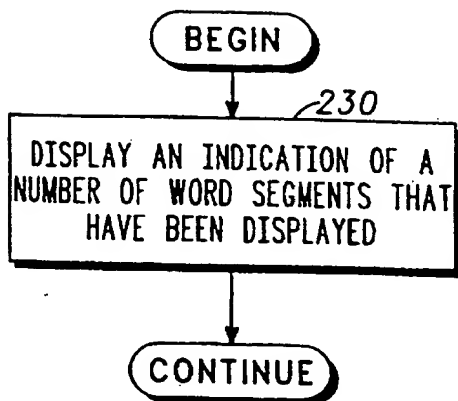 BEGIN
230
DISPLAY AN INDICATION OF A
NUMBER OF WORD SEGMENTS THAT
HAVE BEEN DISPLAYED
CONTINUE